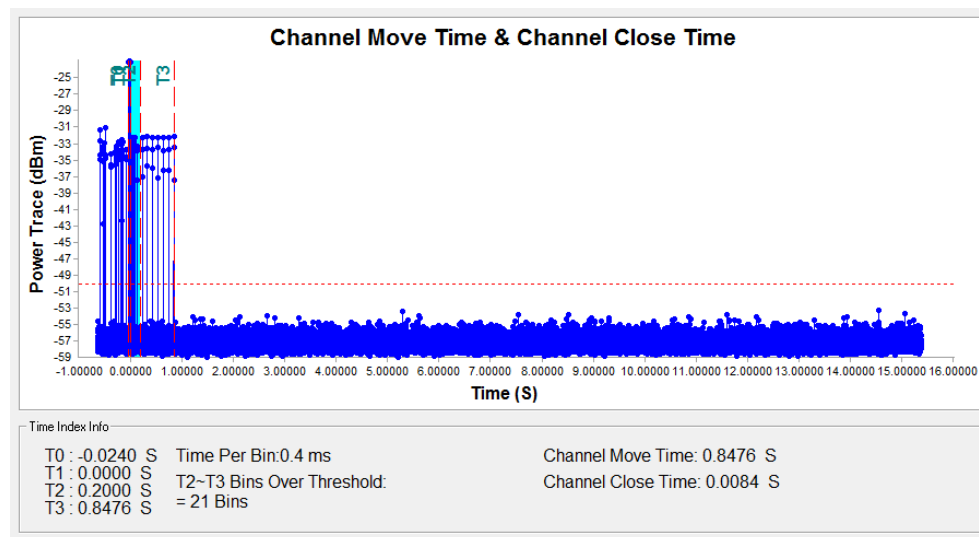 Channel Move Time & Channel Close Time
T2
T3
Power Trace (dBm)
-25
-27
-29
-31
-33
-35
-37
-39
-41
-43
-45
-47
-49
-51
-53
-55
-57
-59
-1.00000 0.00000 1.00000 2.00000 3.00000 4.00000 5.00000 6.00000 7.00000 8.00000 9.00000 10.00000 11.00000 12.00000 13.00000 14.00000 15.00000 16.00000
Time (S)
Time Index Info
T0 : -0.0240 S
T1 : 0.0000 S
T2 : 0.2000 S
T3 : 0.8476 S
Time Per Bin:0.4 ms
T2~T3 Bins Over Threshold:
= 21 Bins
Channel Move Time: 0.8476 S
Channel Close Time: 0.0084 S